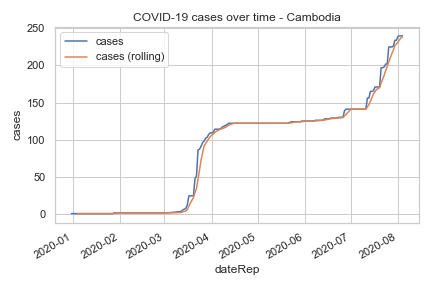 COVID-19 cases over time - Cambodia
cases
cases (rolling)
250
200
150
100
50
0
cases
2020-01
2020-02
2020-03
2020-04
2020-05
2020-06
2020-07
2020-08
dateRep